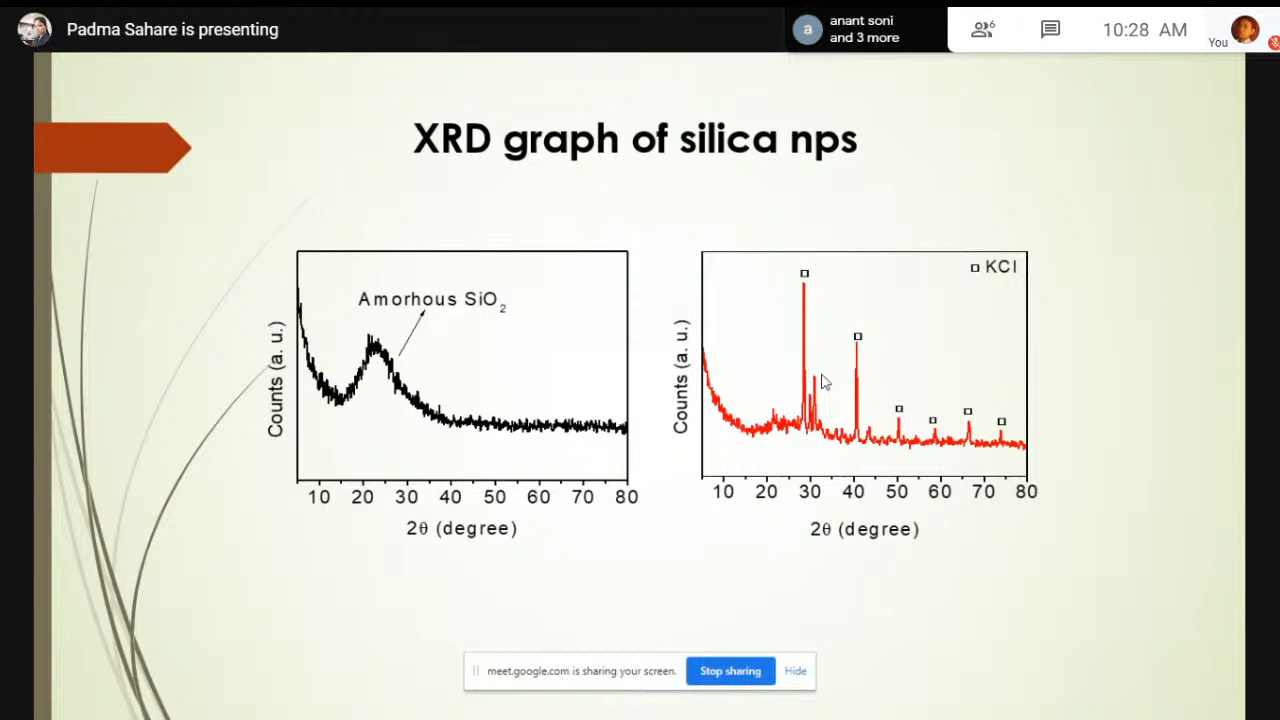 Padma Sahare is presenting
a
anant soni
and 3 more
6
10:28 AM
You
XRD graph of silica nps
Amorhous SiO2
Counts (a. u.)
10 20 30 40 50 60 70 80
2θ (degree)
KCl
Counts (a. u.)
10 20 30 40 50 60 70 80
2θ (degree)
meet.google.com is sharing your screen.
Stop sharing
Hide